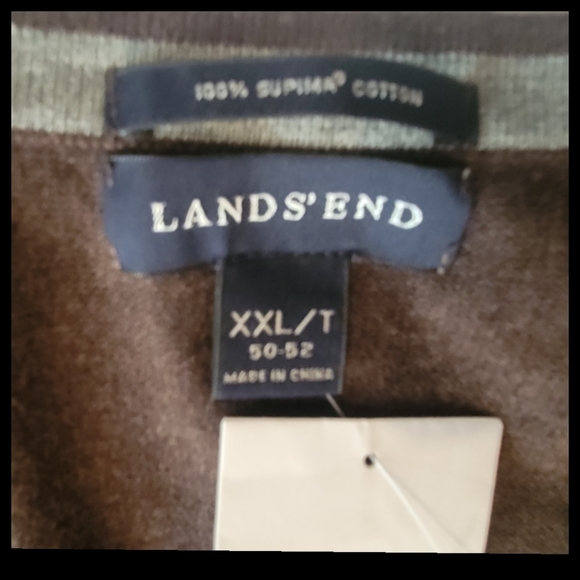 100% SUPIMA® COTTON
LANDS' END
XXL/T
50-52
MADE IN CHINA